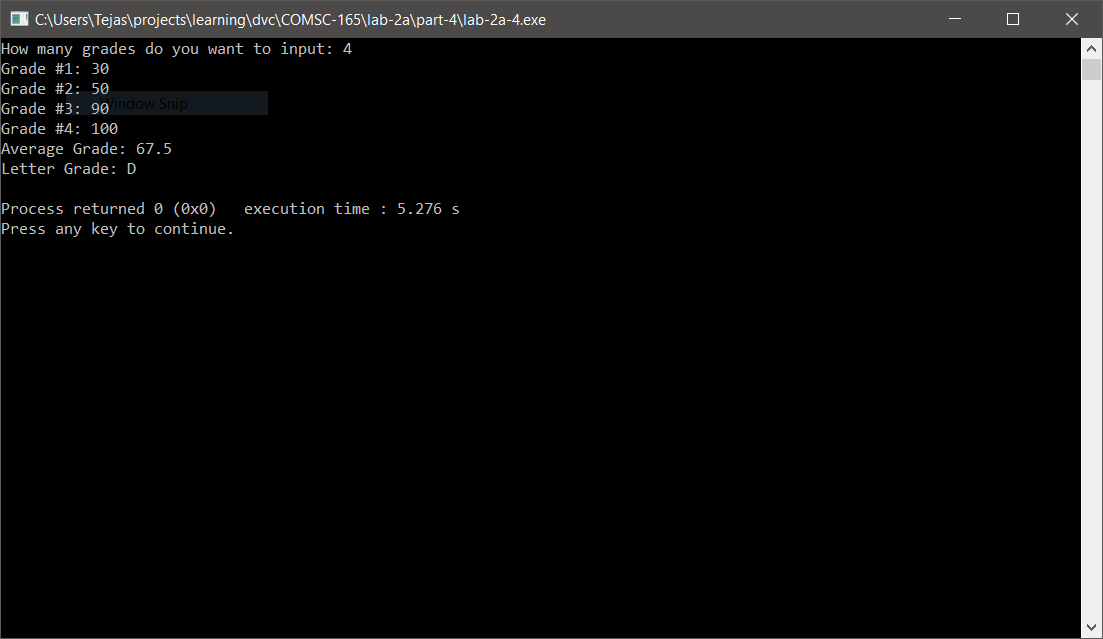 C:\Users\Tejas\projects\learning\dvc\COMSC-165\lab-2a\part-4\lab-2a-4.exe
How many grades do you want to input: 4
Grade #1: 30
Grade #2: 50
Window Snip
Grade #3: 90
Grade #4: 100
Average Grade: 67.5
Letter Grade: D
Process returned 0 (0x0)   execution time : 5.276 s
Press any key to continue.